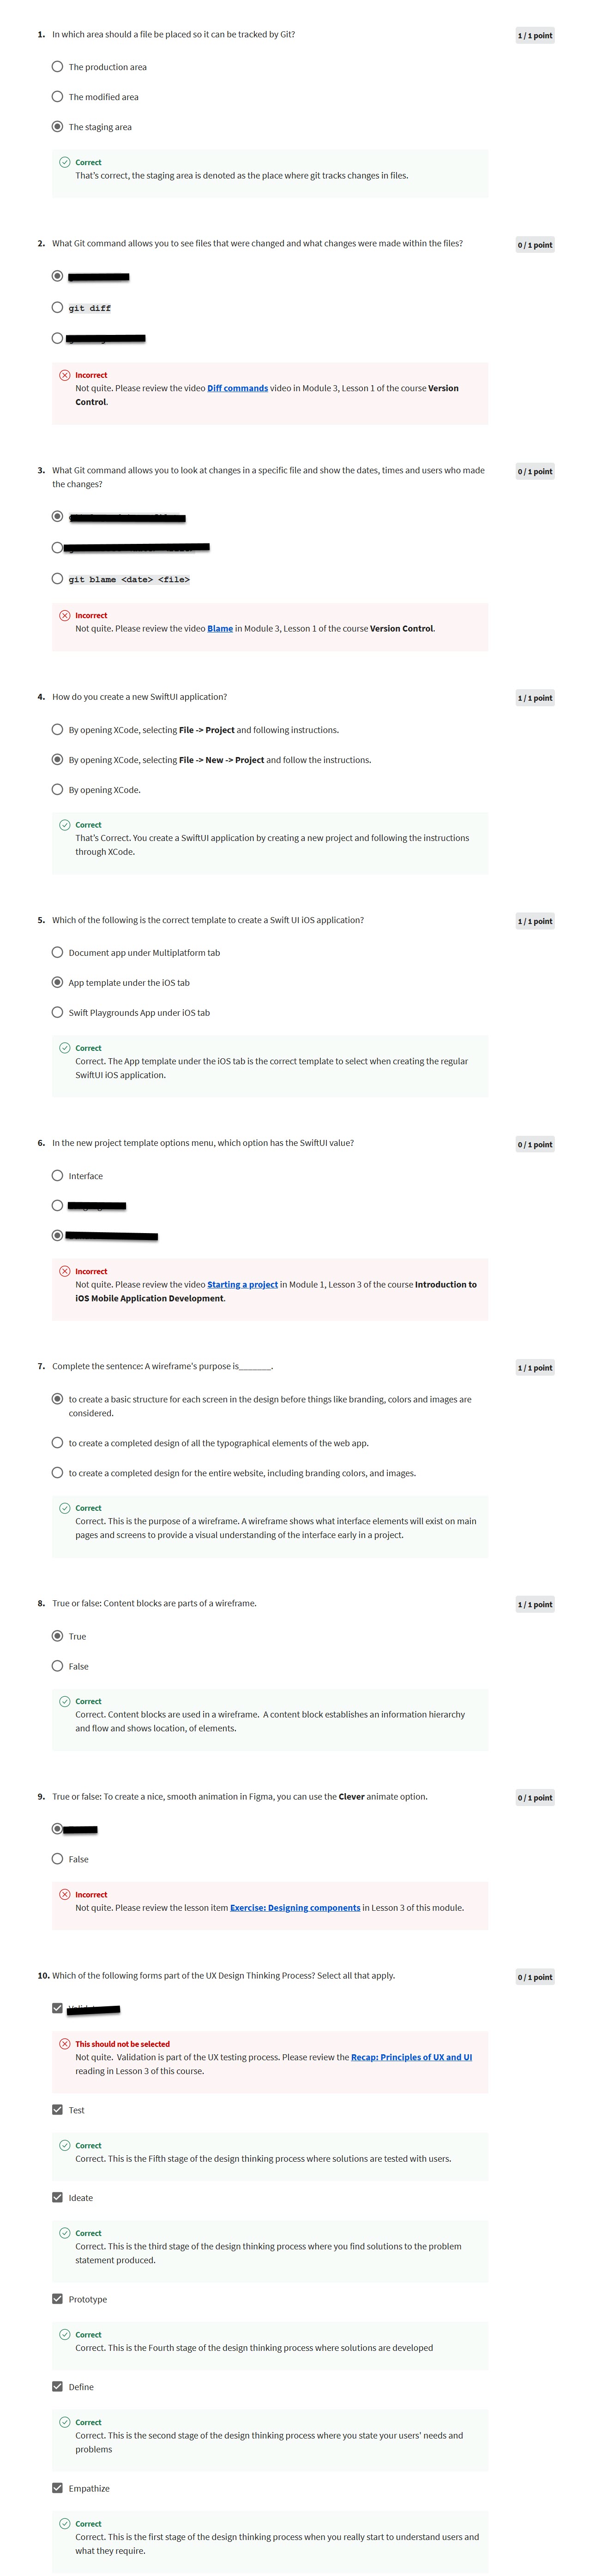 1. In which area should a file be placed so it can be tracked by Git?
1 / 1 point
The production area
The modified area
The staging area
Correct
That's correct, the staging area is denoted as the place where git tracks changes in files.
2. What Git command allows you to see files that were changed and what changes were made within the files?
0 / 1 point
git diff
Incorrect
Not quite. Please review the video Diff commands video in Module 3, Lesson 1 of the course Version
Control.
3. What Git command allows you to look at changes in a specific file and show the dates, times and users who made
the changes?
0 / 1 point
git blame <date> <file>
Incorrect
Not quite. Please review the video Blame in Module 3, Lesson 1 of the course Version Control.
4. How do you create a new SwiftUI application?
1 / 1 point
By opening XCode, selecting File -> Project and following instructions.
By opening XCode, selecting File -> New -> Project and follow the instructions.
By opening XCode.
Correct
That's Correct. You create a SwiftUI application by creating a new project and following the instructions
through XCode.
5. Which of the following is the correct template to create a Swift UI iOS application?
1 / 1 point
Document app under Multiplatform tab
App template under the iOS tab
Swift Playgrounds App under iOS tab
Correct
Correct. The App template under the iOS tab is the correct template to select when creating the regular
SwiftUI iOS application.
6. In the new project template options menu, which option has the SwiftUI value?
0 / 1 point
Interface
Incorrect
Not quite. Please review the video Starting a project in Module 1, Lesson 3 of the course Introduction to
iOS Mobile Application Development.
7. Complete the sentence: A wireframe's purpose is_______.
1 / 1 point
to create a basic structure for each screen in the design before things like branding, colors and images are
considered.
to create a completed design of all the typographical elements of the web app.
to create a completed design for the entire website, including branding colors, and images.
Correct
Correct. This is the purpose of a wireframe. A wireframe shows what interface elements will exist on main
pages and screens to provide a visual understanding of the interface early in a project.
8. True or false: Content blocks are parts of a wireframe.
1 / 1 point
True
False
Correct
Correct. Content blocks are used in a wireframe. A content block establishes an information hierarchy
and flow and shows location, of elements.
9. True or false: To create a nice, smooth animation in Figma, you can use the Clever animate option.
0 / 1 point
False
Incorrect
Not quite. Please review the lesson item Exercise: Designing components in Lesson 3 of this module.
10. Which of the following forms part of the UX Design Thinking Process? Select all that apply.
0 / 1 point
This should not be selected
Not quite. Validation is part of the UX testing process. Please review the Recap: Principles of UX and UI
reading in Lesson 3 of this course.
Test
Correct
Correct. This is the Fifth stage of the design thinking process where solutions are tested with users.
Ideate
Correct
Correct. This is the third stage of the design thinking process where you find solutions to the problem
statement produced.
Prototype
Correct
Correct. This is the Fourth stage of the design thinking process where solutions are developed
Define
Correct
Correct. This is the second stage of the design thinking process where you state your users' needs and
problems
Empathize
Correct
Correct. This is the first stage of the design thinking process when you really start to understand users and
what they require.